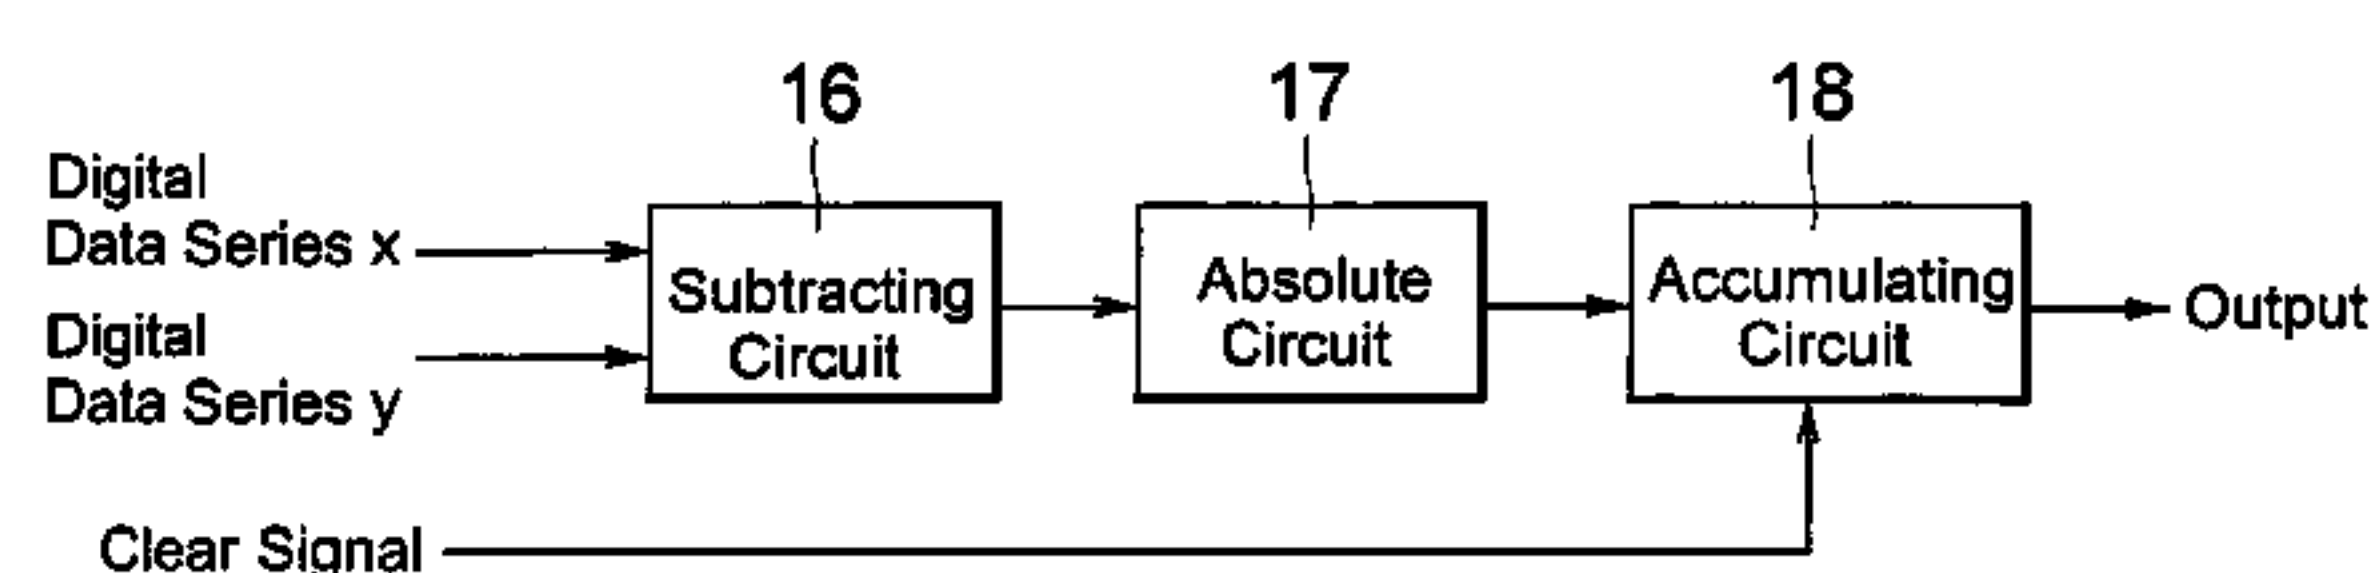 16
17
18
Digital
Data Series x
Digital
Data Series y
Subtracting
Circuit
Absolute
Circuit
Accumulating
Circuit
Output
Clear Signal